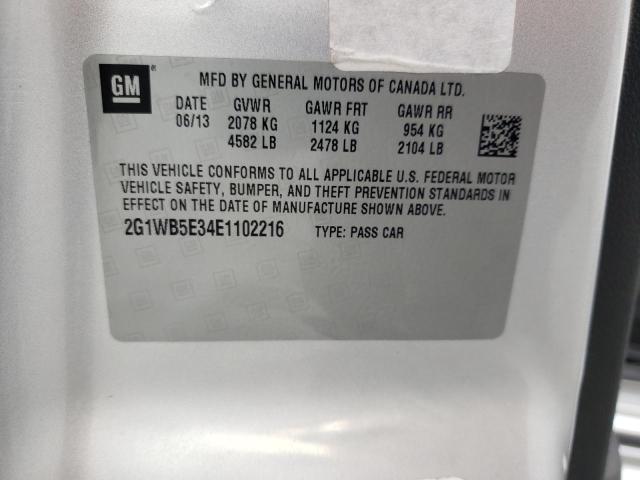 GM ®
MFD BY GENERAL MOTORS OF CANADA LTD.
DATE GVWR GAWR FRT GAWR RR
06/13 2078 KG 1124 KG 954 KG
4582 LB 2478 LB 2104 LB
THIS VEHICLE CONFORMS TO ALL APPLICABLE U.S. FEDERAL MOTOR
VEHICLE SAFETY, BUMPER, AND THEFT PREVENTION STANDARDS IN
EFFECT ON THE DATE OF MANUFACTURE SHOWN ABOVE.
2G1WB5E34E1102216 TYPE: PASS CAR